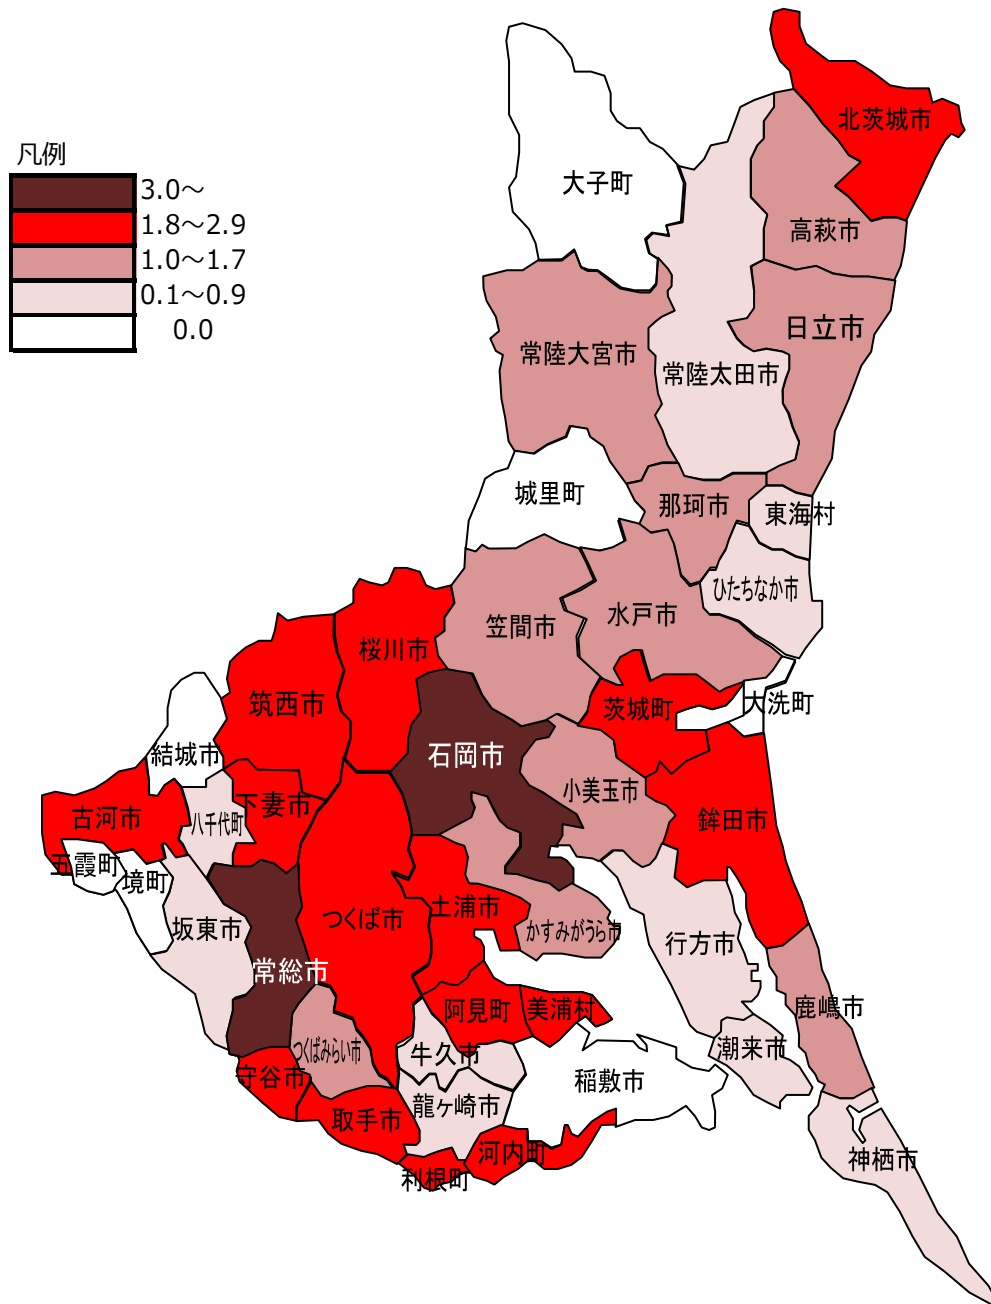 凡例
3.0～
1.8～2.9
1.0～1.7
0.1～0.9
0.0
北茨城市
大子町
高萩市
日立市
常陸大宮市
常陸太田市
城里町
那珂市
東海村
ひたちなか市
水戸市
笠間市
桜川市
筑西市
茨城町
大洗町
結城市
石岡市
小美玉市
古河市
八千代町
下妻市
鉾田市
五霞町
境町
坂東市
つくば市
土浦市
かすみがうら市
行方市
常総市
阿見町
美浦村
鹿嶋市
つくばみらい市
牛久市
潮来市
守谷市
稲敷市
取手市
龍ヶ崎市
河内町
利根町
神栖市